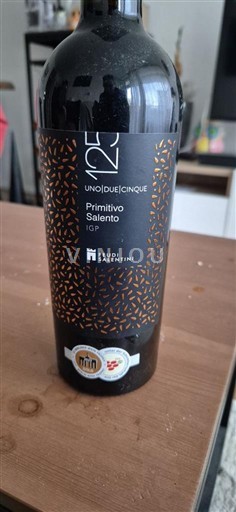 125
UNO|DUE|CINQUE
Primitivo
Salento
IGP
FEUDI
SALENTINI
VINIOU